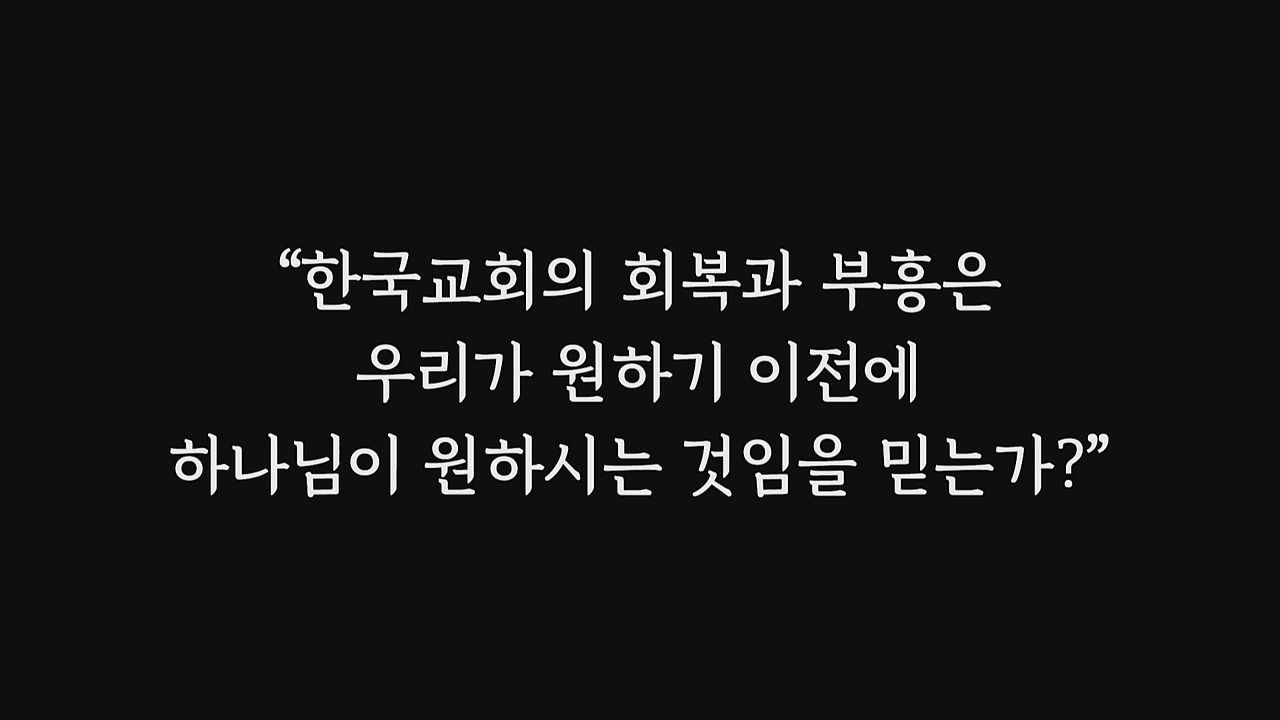 “한국교회의 회복과 부흥은
우리가 원하기 이전에
하나님이 원하시는 것임을 믿는가?”